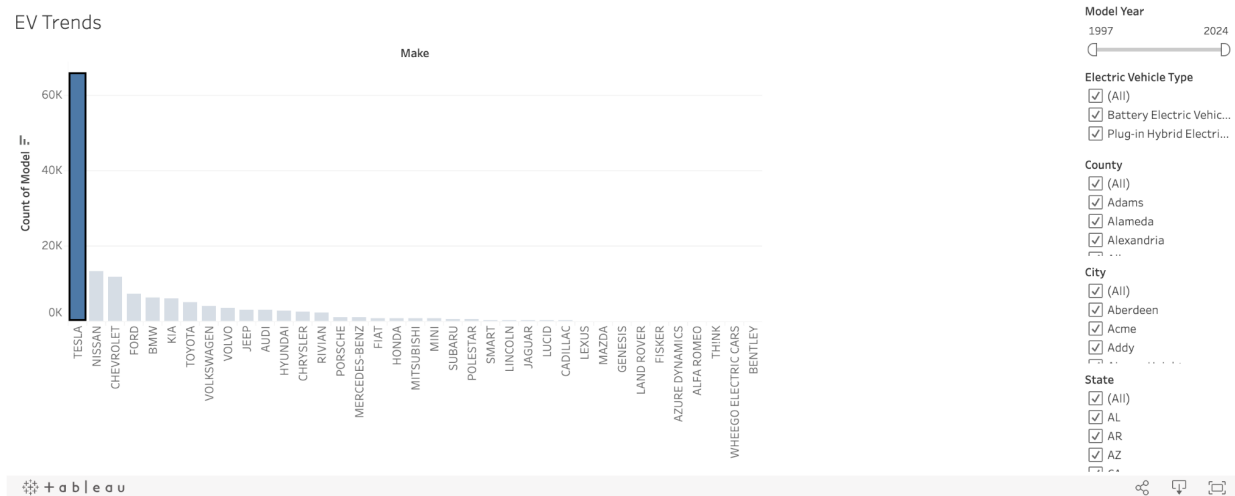 EV Trends
Make
Count of Model
60K
40K
20K
0K
TESLA
NISSAN
CHEVROLET
FORD
BMW
KIA
TOYOTA
VOLKSWAGEN
VOLVO
JEEP
AUDI
HYUNDAI
CHRYSLER
RIVIAN
PORSCHE
MERCEDES-BENZ
FIAT
HONDA
MITSUBISHI
MINI
SUBARU
POLESTAR
SMART
LINCOLN
JAGUAR
LUCID
CADILLAC
LEXUS
MAZDA
GENESIS
LAND ROVER
FISKER
AZURE DYNAMICS
ALFA ROMEO
THINK
WHEEGO ELECTRIC CARS
BENTLEY
Model Year
1997 2024
Electric Vehicle Type
(All)
Battery Electric Vehic...
Plug-in Hybrid Electri...
County
(All)
Adams
Alameda
Alexandria
City
(All)
Aberdeen
Acme
Addy
State
(All)
AL
AR
AZ
+ableau